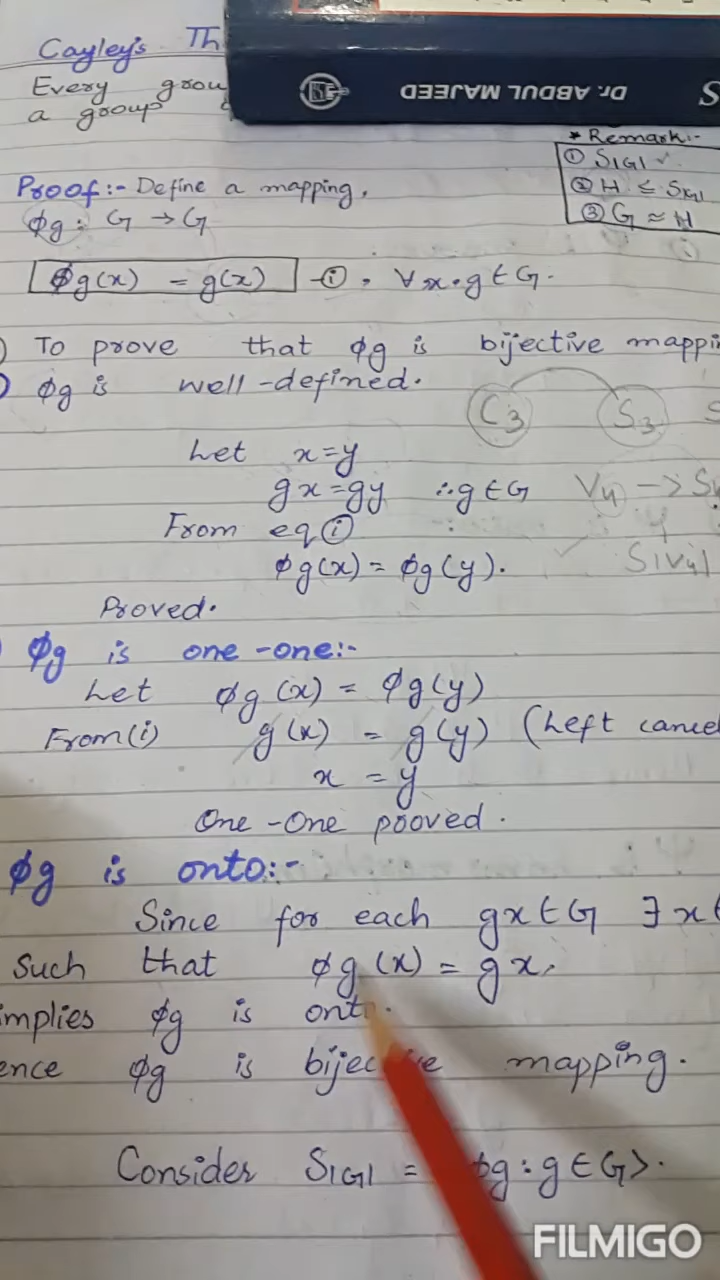 Cayley's Th
Every grou
a group
Dr. ABDUL MAJEED
S
* Remark:-
① S|G| ✓
② H ≤ S|G|
③ G ≈ H
Proof:- Define a mapping,
φg : G → G
φg(x) = g(x) -①, ∀ x, g ∈ G.
To prove that φg is bijective mappi
φg is well-defined.
C3 S3 S
Let x=y
gx=gy ∴g∈G V4 → S
From eq ①
φg(x) = φg(y). S|V4|
Proved.
φg is one-one:-
Let φg(x) = φg(y)
From(i) g(x) = g(y) (Left cancel
x = y
One-One pooved.
φg is onto:-
Since for each gx∈G ∃ x
Such that φg(x) = gx,
implies φg is onto.
ence φg is bijective mapping.
Consider S|G| = φg : g ∈ G>.
FILMIGO